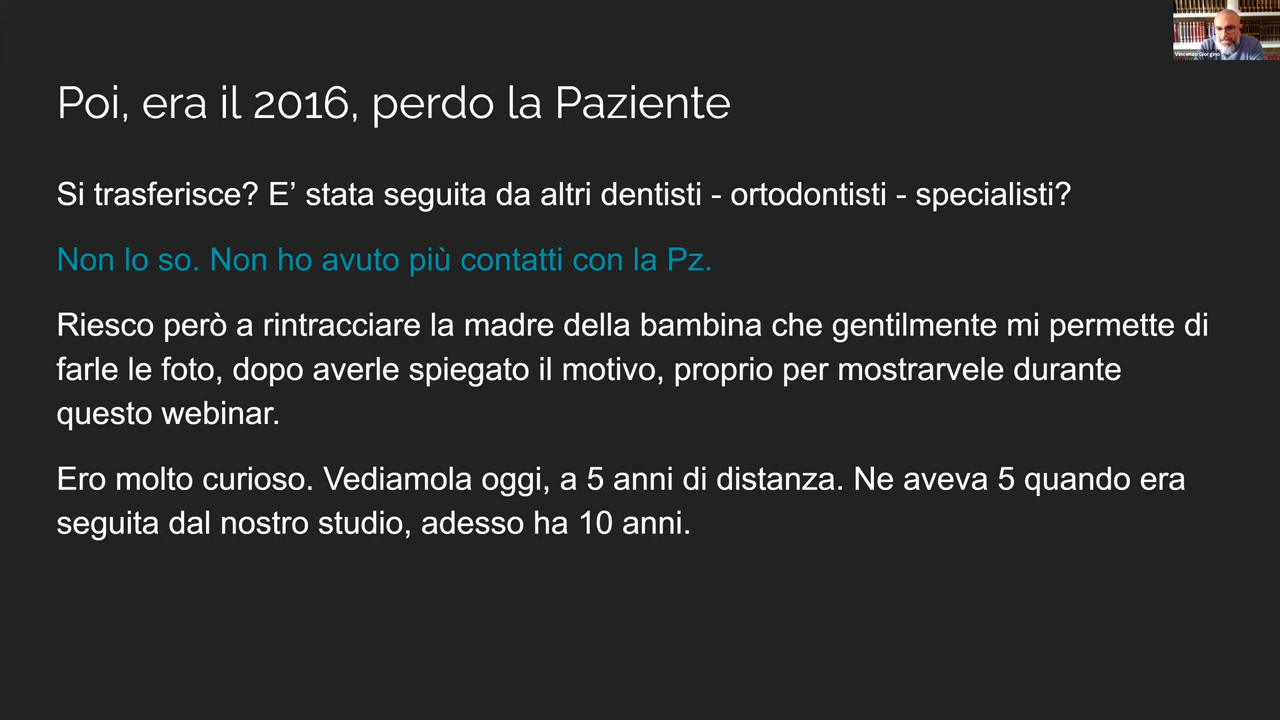 Vincenzo Giorgino
Poi, era il 2016, perdo la Paziente
Si trasferisce? E’ stata seguita da altri dentisti - ortodontisti - specialisti?
Non lo so. Non ho avuto più contatti con la Pz.
Riesco però a rintracciare la madre della bambina che gentilmente mi permette di
farle le foto, dopo averle spiegato il motivo, proprio per mostrarvele durante
questo webinar.
Ero molto curioso. Vediamola oggi, a 5 anni di distanza. Ne aveva 5 quando era
seguita dal nostro studio, adesso ha 10 anni.